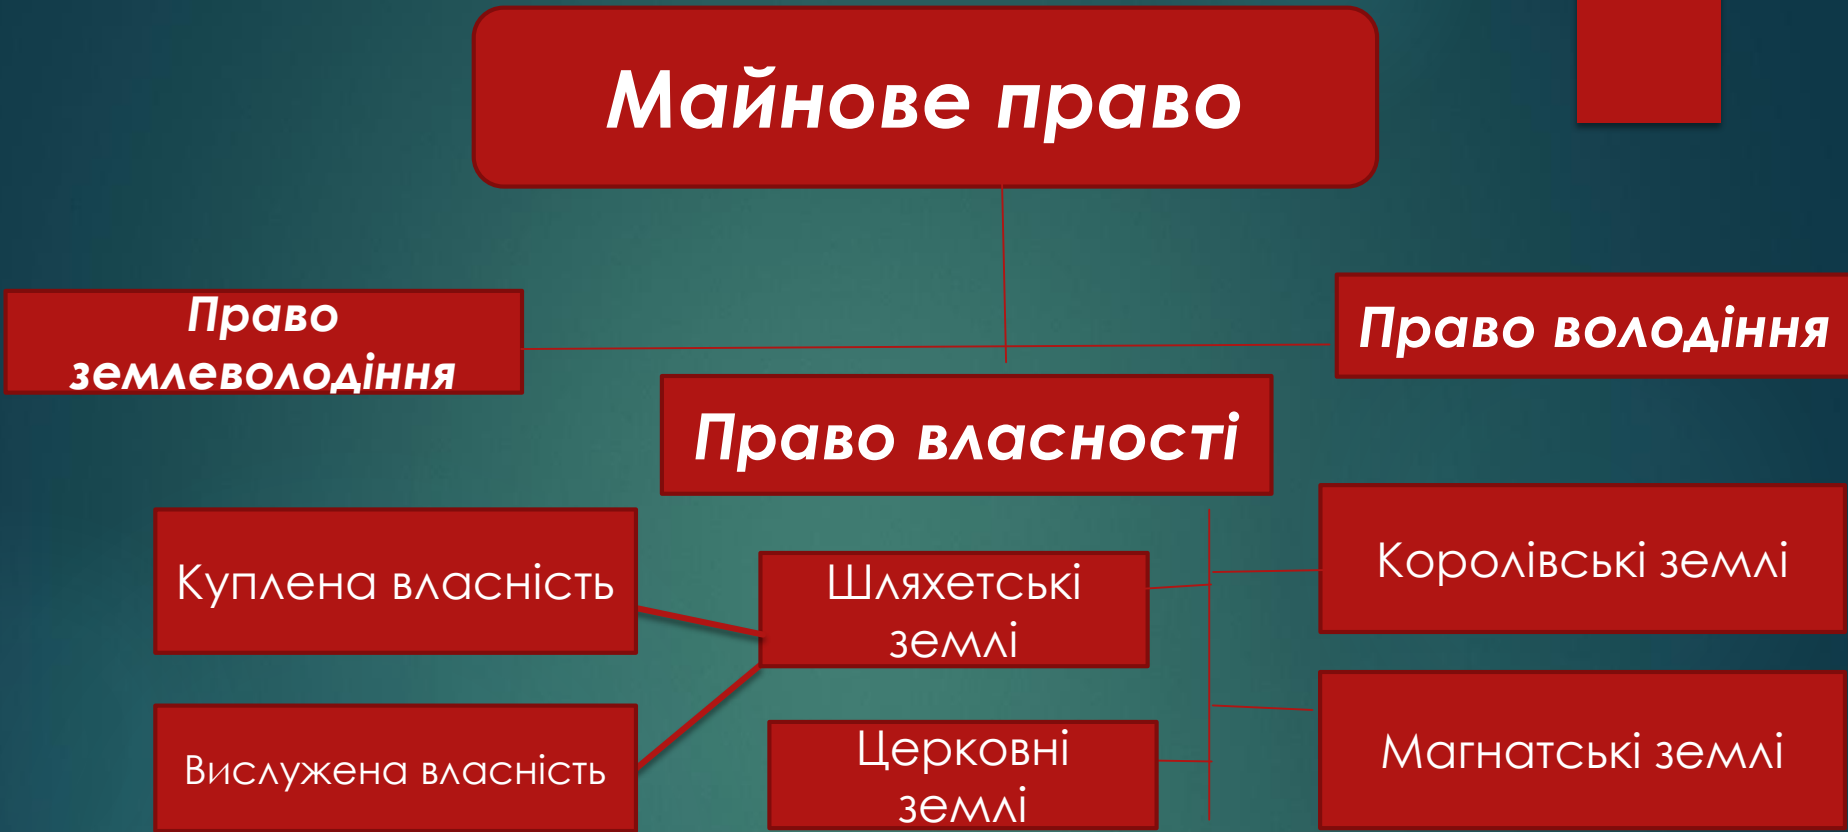 Майнове право
Право
землеволодіння
Право володіння
Право власності
Куплена власність
Шляхетські
землі
Королівські землі
Вислужена власність
Церковні
землі
Магнатські землі